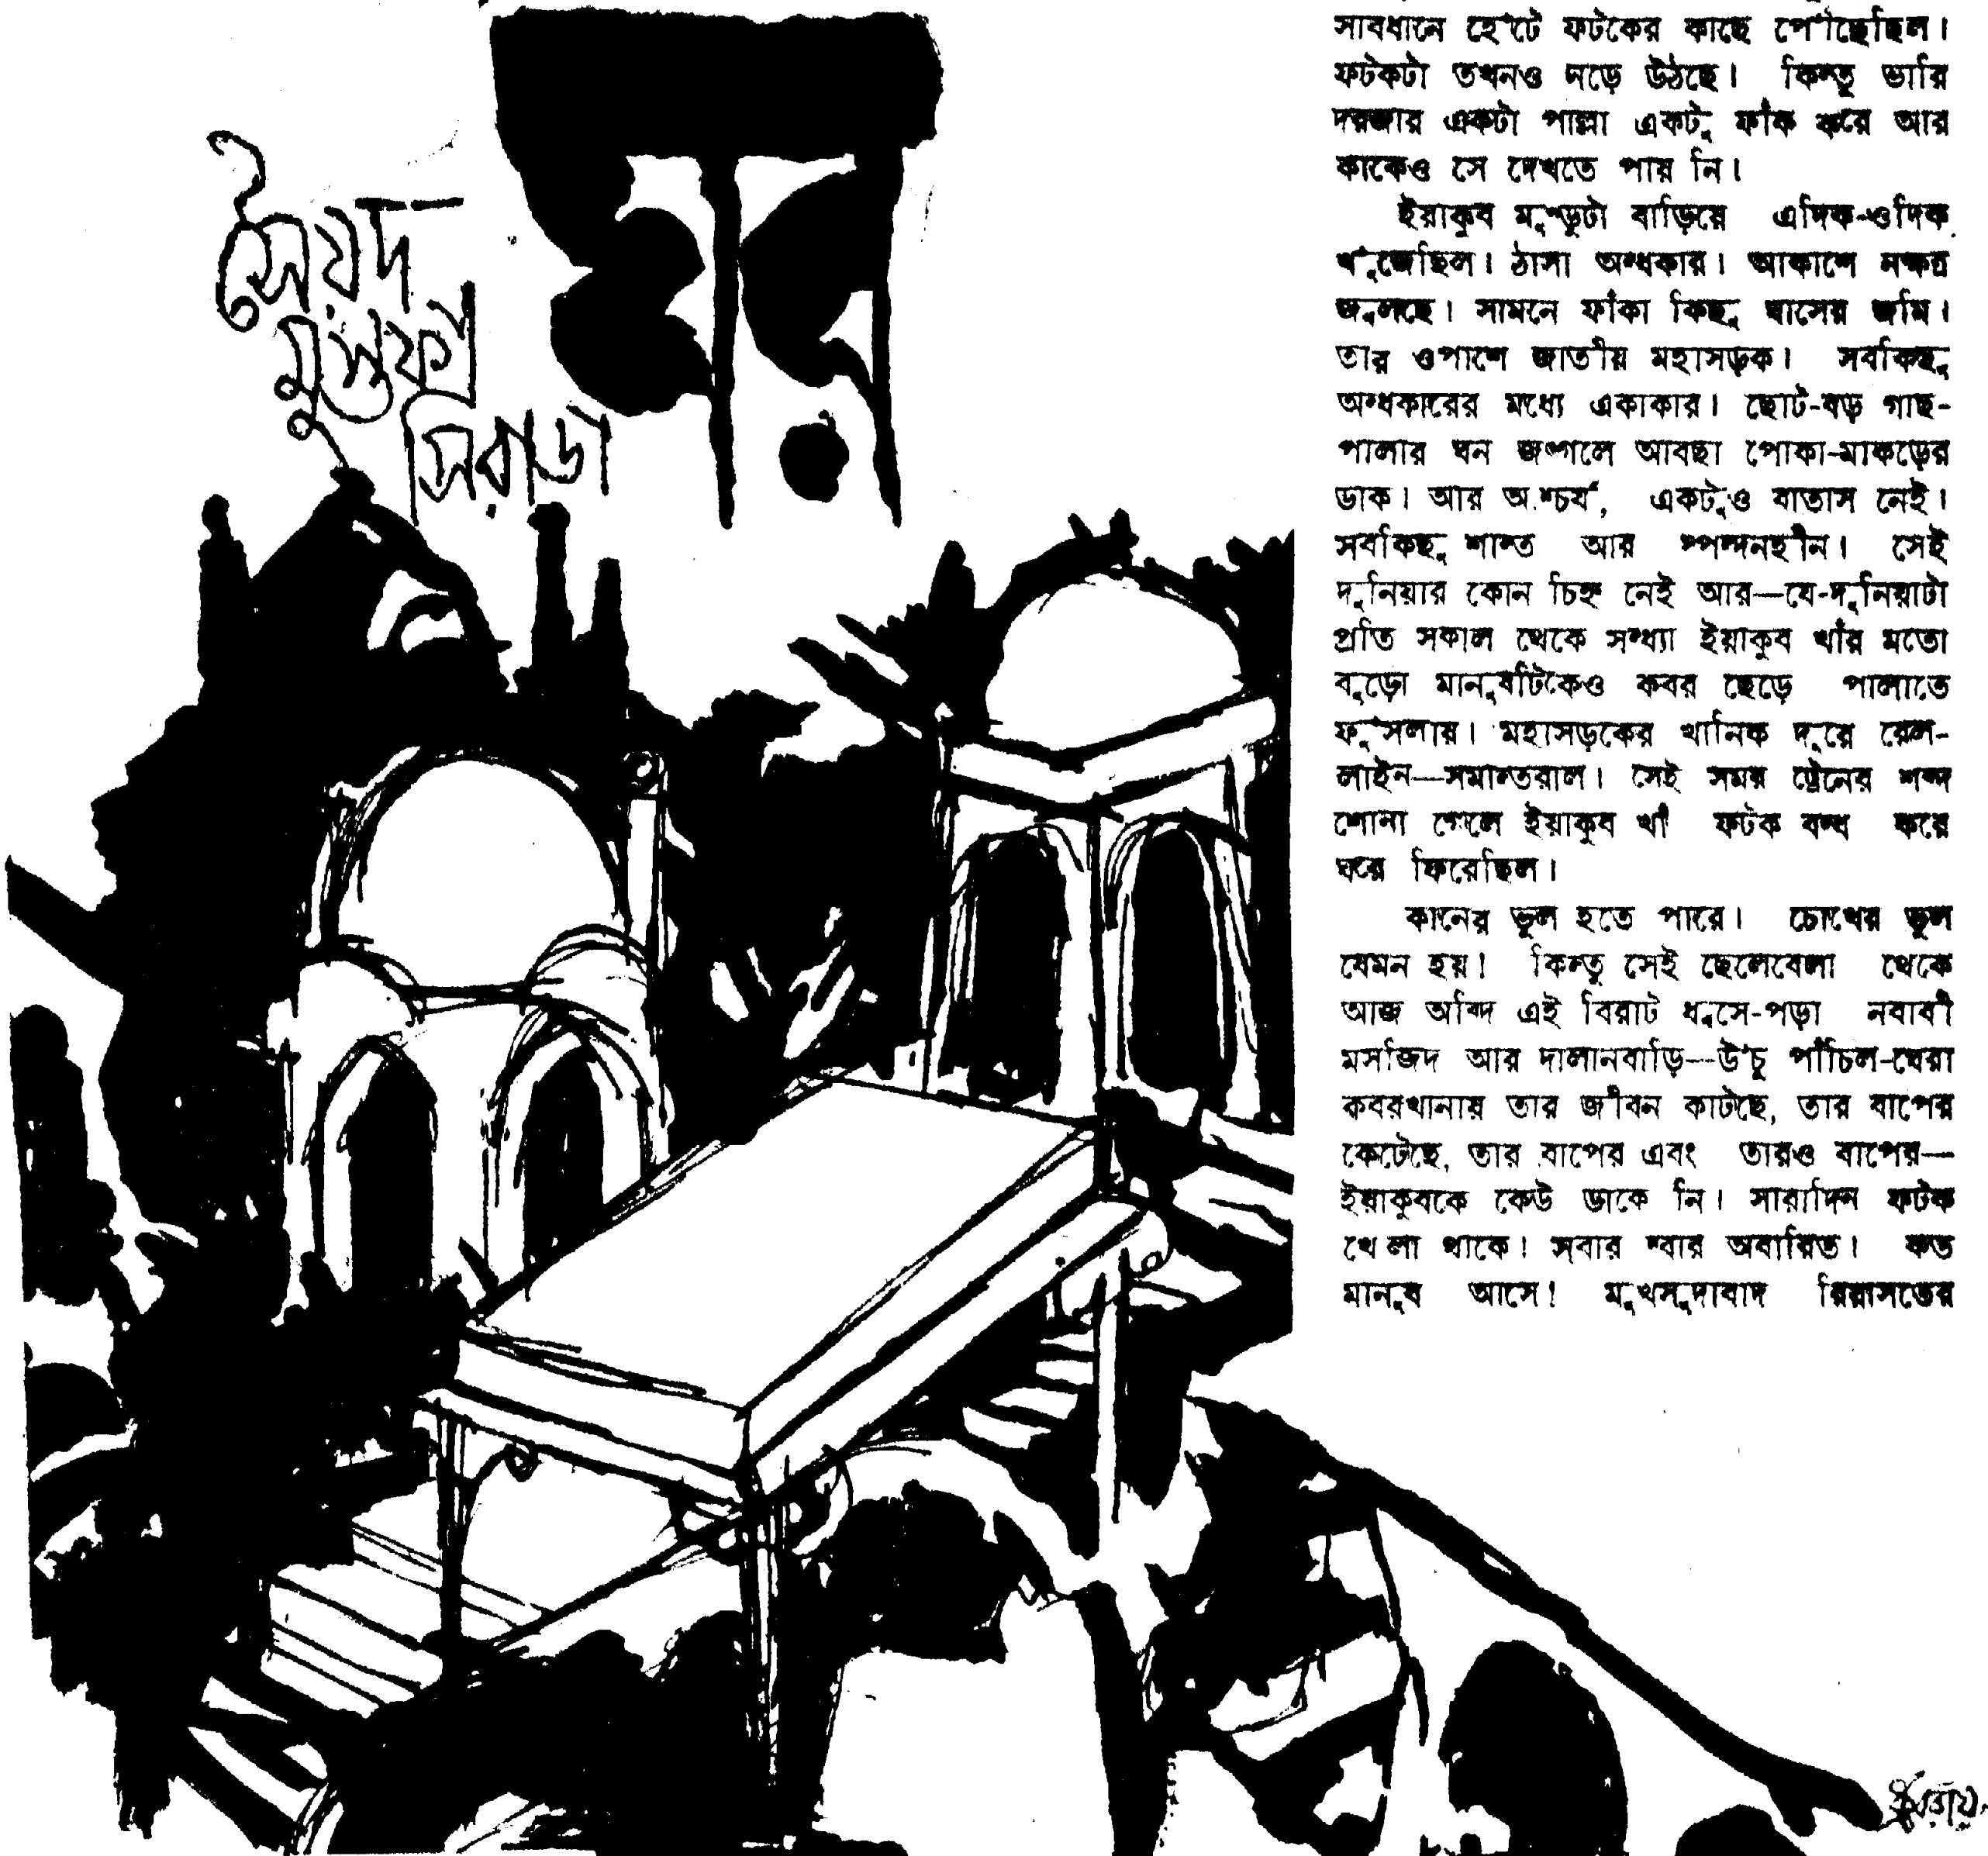 ঘর
সৈয়দ
মুস্তাফা
সিরাজ
সাবধানে হেঁটে ফটকের কাছে পৌঁছেছিল।
ফটকটা তখনও নড়ে উঠছে। কিন্তু ভারি
দরজার একটা পাল্লা একটু ফাঁক করে আর
কাকেও সে দেখতে পায় নি।
ইয়াকুব মুণ্ডুটা বাড়িয়ে এদিক-ওদিক
খুঁজেছিল। ঠাসা অন্ধকার। আকাশে নক্ষত্র
জ্বলছে। সামনে ফাঁকা কিছু ঘাসের জমি।
তার ওপাশে জাতীয় মহাসড়ক। সবকিছু
অন্ধকারের মধ্যে একাকার। ছোট-বড় গাছ-
পালার ঘন জঙ্গলে আবছা পোকা-মাকড়ের
ডাক। আর আশ্চর্য, একটুও বাতাস নেই।
সবকিছু শান্ত আর স্পন্দনহীন। সেই
দুনিয়ার কোন চিহ্ন নেই আর—যে-দুনিয়াটা
প্রতি সকাল থেকে সন্ধ্যা ইয়াকুব খাঁর মতো
বুড়ো মানুষটিকেও কবর ছেড়ে পালাতে
ফুঁসলায়। মহাসড়কের খানিক দূরে রেল-
লাইন—সমান্তরাল। সেই সময় ট্রেনের শব্দ
শোনা গেলে ইয়াকুব খাঁ ফটক বন্ধ করে
ঘরে ফিরেছিল।
কানের ভুল হতে পারে। চোখের ভুল
যেমন হয়! কিন্তু সেই ছেলেবেলা থেকে
আজ অব্দি এই বিরাট ধ্বসে-পড়া নবাবী
মসজিদ আর দালানবাড়ি—উঁচু পাঁচিল-ঘেরা
কবরখানায় তার জীবন কাটছে, তার বাপের
কেটেছে, তার বাপের এবং তারও বাপের—
ইয়াকুবকে কেউ ডাকে নি। সারাদিন ফটক
খোলা থাকে! সবার দ্বার অবারিত। কত
মানুষ আসে! মুখসুদাবাদ রিয়াসতের